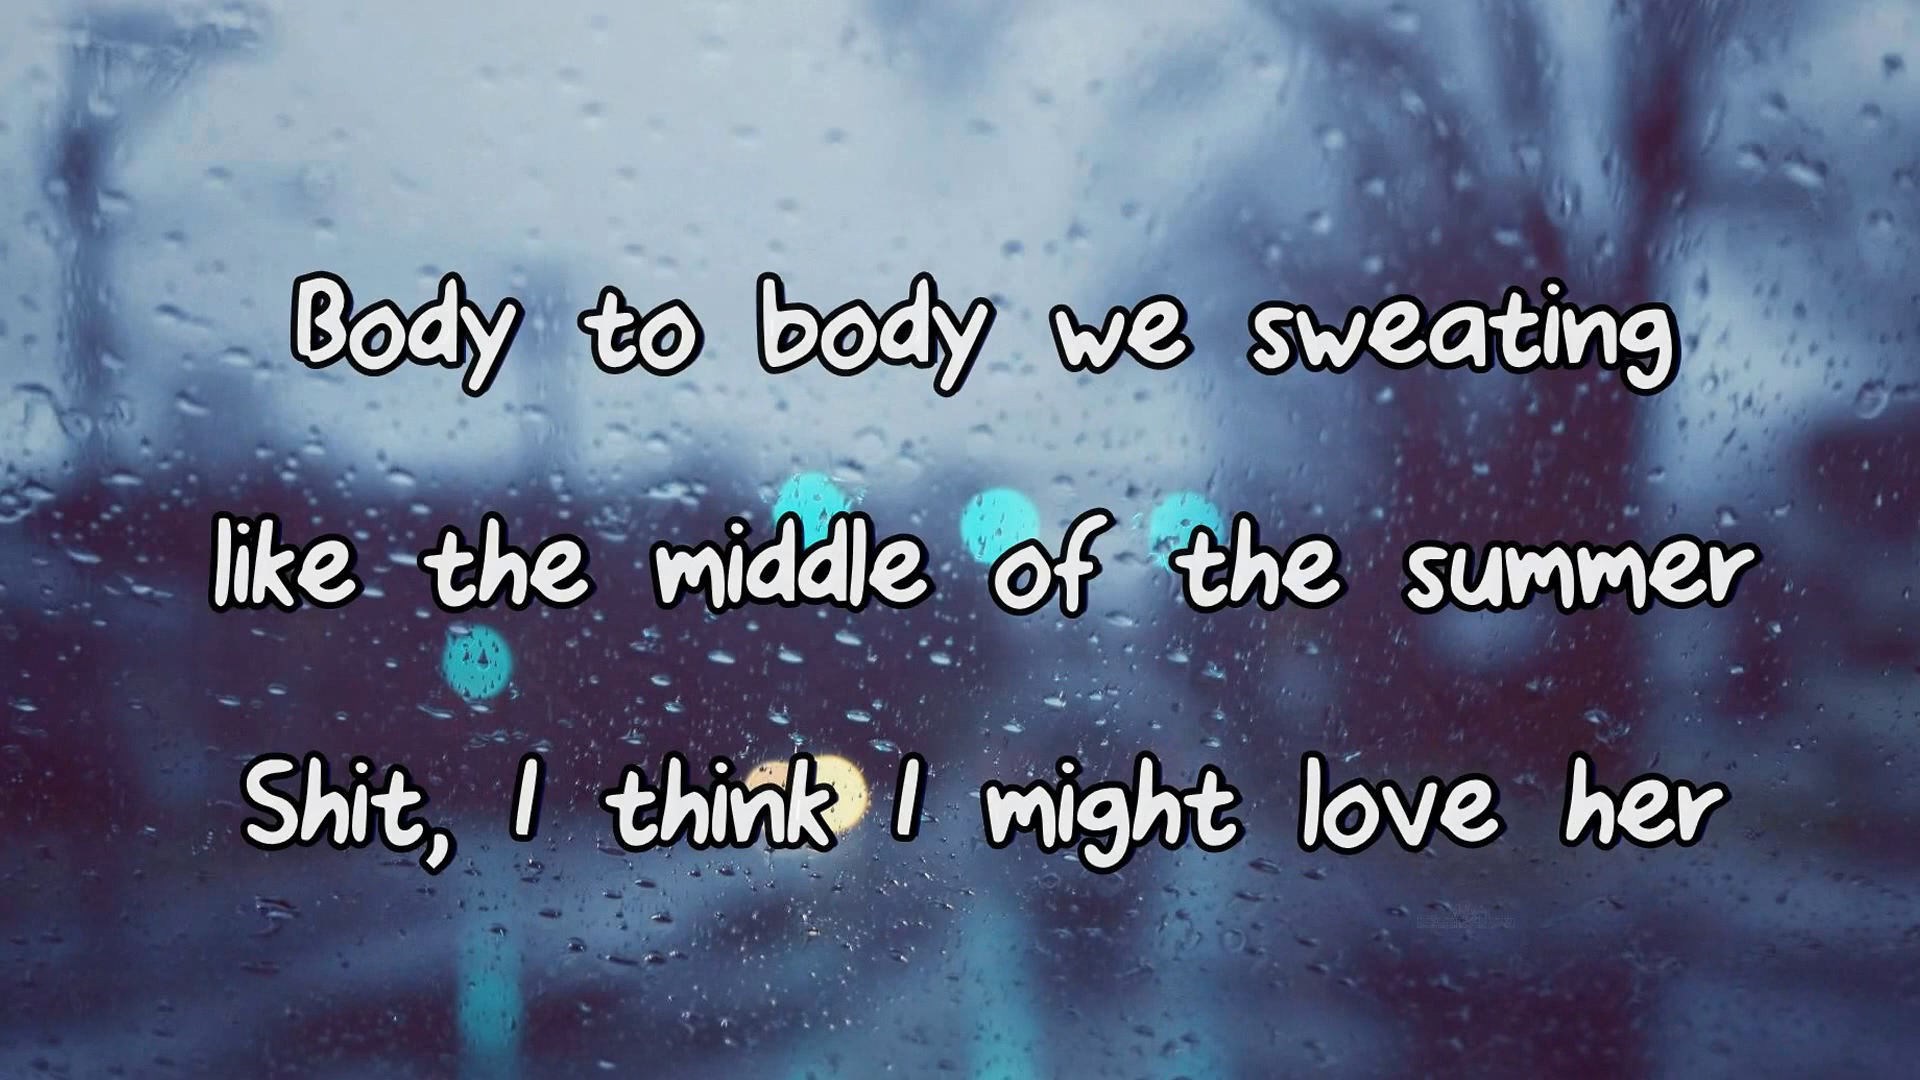 Body to body we sweating
like the middle of the summer
Shit, I think I might love her